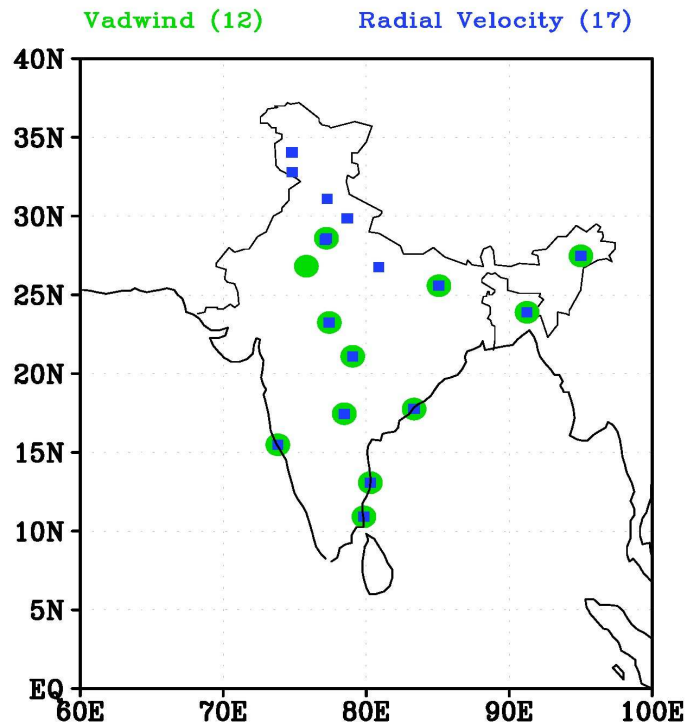 Vadwind (12) Radial Velocity (17)
40N
35N
30N
25N
20N
15N
10N
5N
EQ
60E 70E 80E 90E 100E